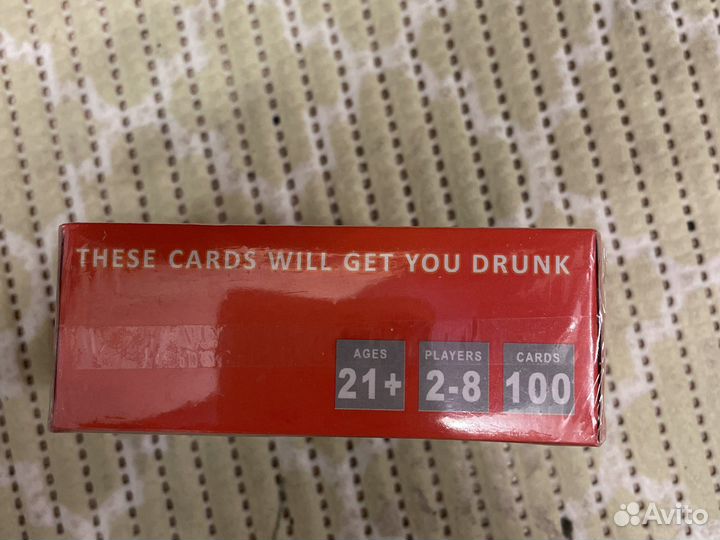 THESE CARDS WILL GET YOU DRUNK
AGES PLAYERS CARDS
21+ 2-8 100
Avito